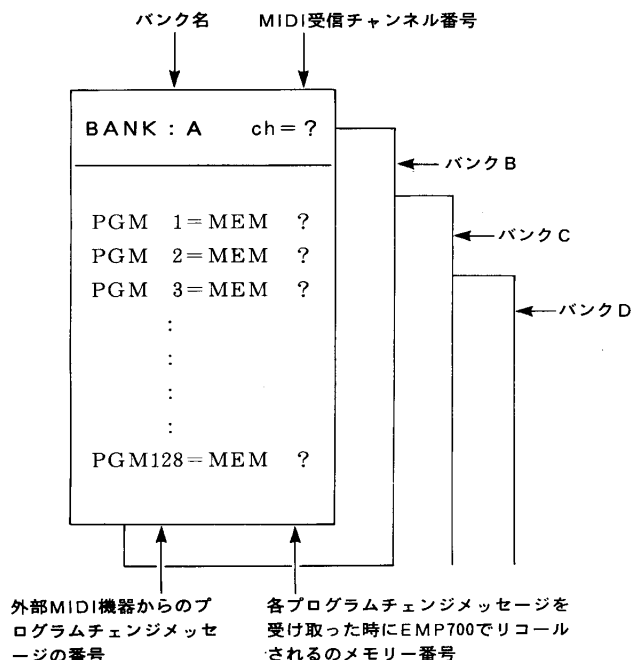 バンク名
MIDI受信チャンネル番号
BANK : A ch= ?
バンクB
バンクC
バンクD
PGM 1=MEM ?
PGM 2=MEM ?
PGM 3=MEM ?
:
:
:
:
PGM128=MEM ?
外部MIDI機器からのプ
ログラムチェンジメッセ
ージの番号
各プログラムチェンジメッセージを
受け取った時にEMP700でリコール
されるのメモリー番号